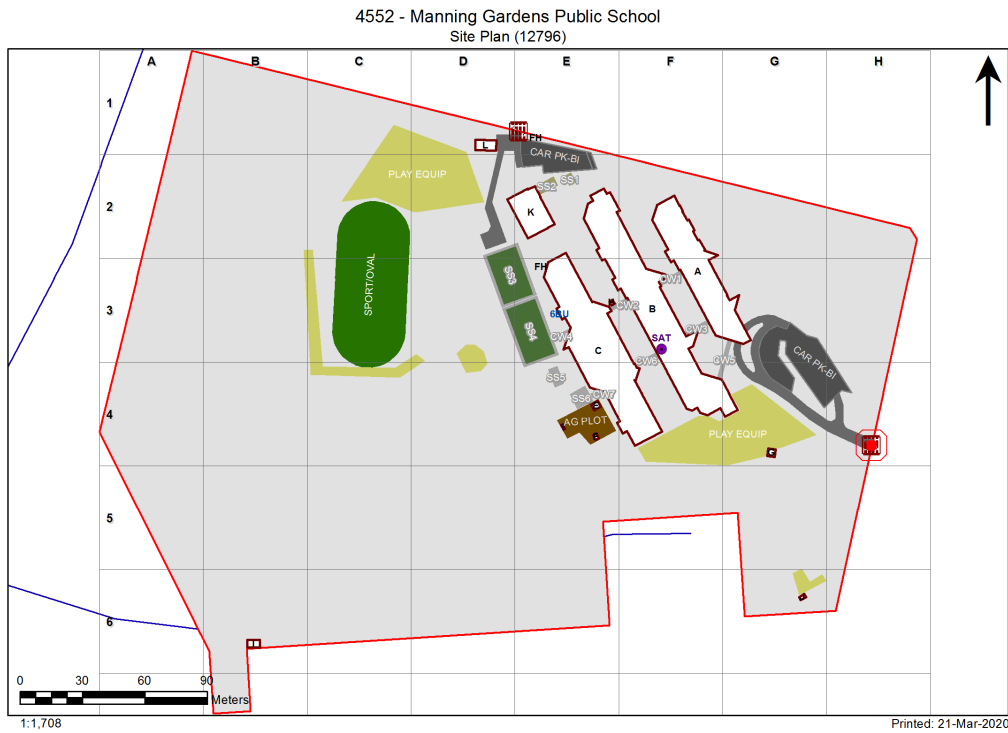 4552 - Manning Gardens Public School
Site Plan (12796)
A B C D E F G H
1
FH
L
CAR PK-BI
PLAY EQUIP
SS2 SS1
2
K
SPORT/OVAL
SS3
FH
A
CW1
3
CW2
B
6BU
SS4
CW4
CW3
SAT
C
CW6
CW5
CAR PK-BI
SS5
SS6
CW7
4
AG PLOT
PLAY EQUIP
G
5
6
0 30 60 90
Meters
1:1,708
Printed: 21-Mar-2020